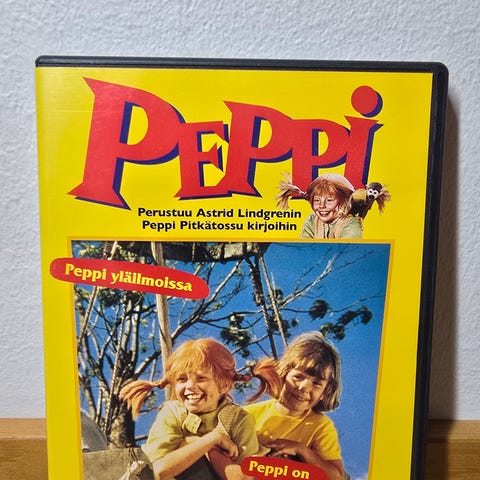 PEPPi
Perustuu Astrid Lindgrenin
Peppi Pitkätossu kirjoihin
Peppi yläilmoissa
Peppi on